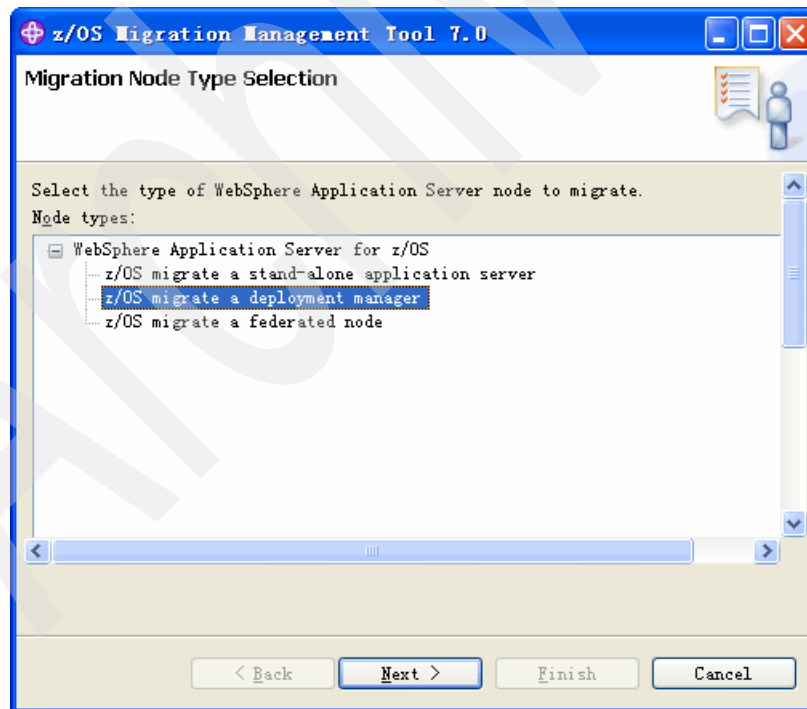 z/OS Migration Management Tool 7.0
Migration Node Type Selection
Select the type of WebSphere Application Server node to migrate.
Node types:
WebSphere Application Server for z/OS
z/OS migrate a stand-alone application server
z/OS migrate a deployment manager
z/OS migrate a federated node
< Back
Next >
Finish
Cancel